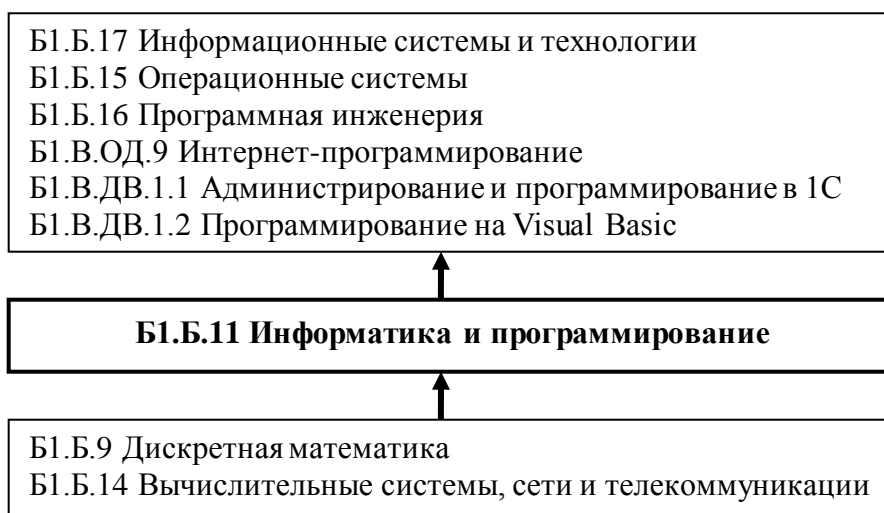 Б1.Б.17 Информационные системы и технологии
Б1.Б.15 Операционные системы
Б1.Б.16 Программная инженерия
Б1.В.ОД.9 Интернет-программирование
Б1.В.ДВ.1.1 Администрирование и программирование в 1С
Б1.В.ДВ.1.2 Программирование на Visual Basic
Б1.Б.11 Информатика и программирование
Б1.Б.9 Дискретная математика
Б1.Б.14 Вычислительные системы, сети и телекоммуникации